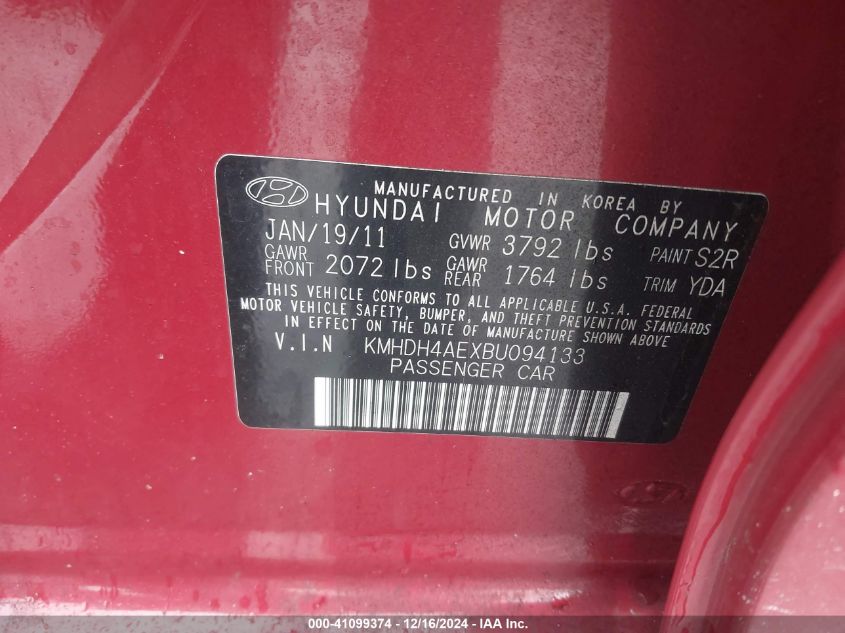 MANUFACTURED IN KOREA BY
HYUNDAI MOTOR COMPANY
JAN/19/11 GVWR 3792 lbs PAINT S2R
GAWR FRONT 2072 lbs GAWR REAR 1764 lbs TRIM YDA
THIS VEHICLE CONFORMS TO ALL APPLICABLE U.S.A. FEDERAL
MOTOR VEHICLE SAFETY, BUMPER, AND THEFT PREVENTION STANDARDS
IN EFFECT ON THE DATE OF MANUFACTURE SHOWN ABOVE
V.I.N KMHDH4AEXBU094133
PASSENGER CAR
000-41099374 - 12/16/2024 - IAA Inc.